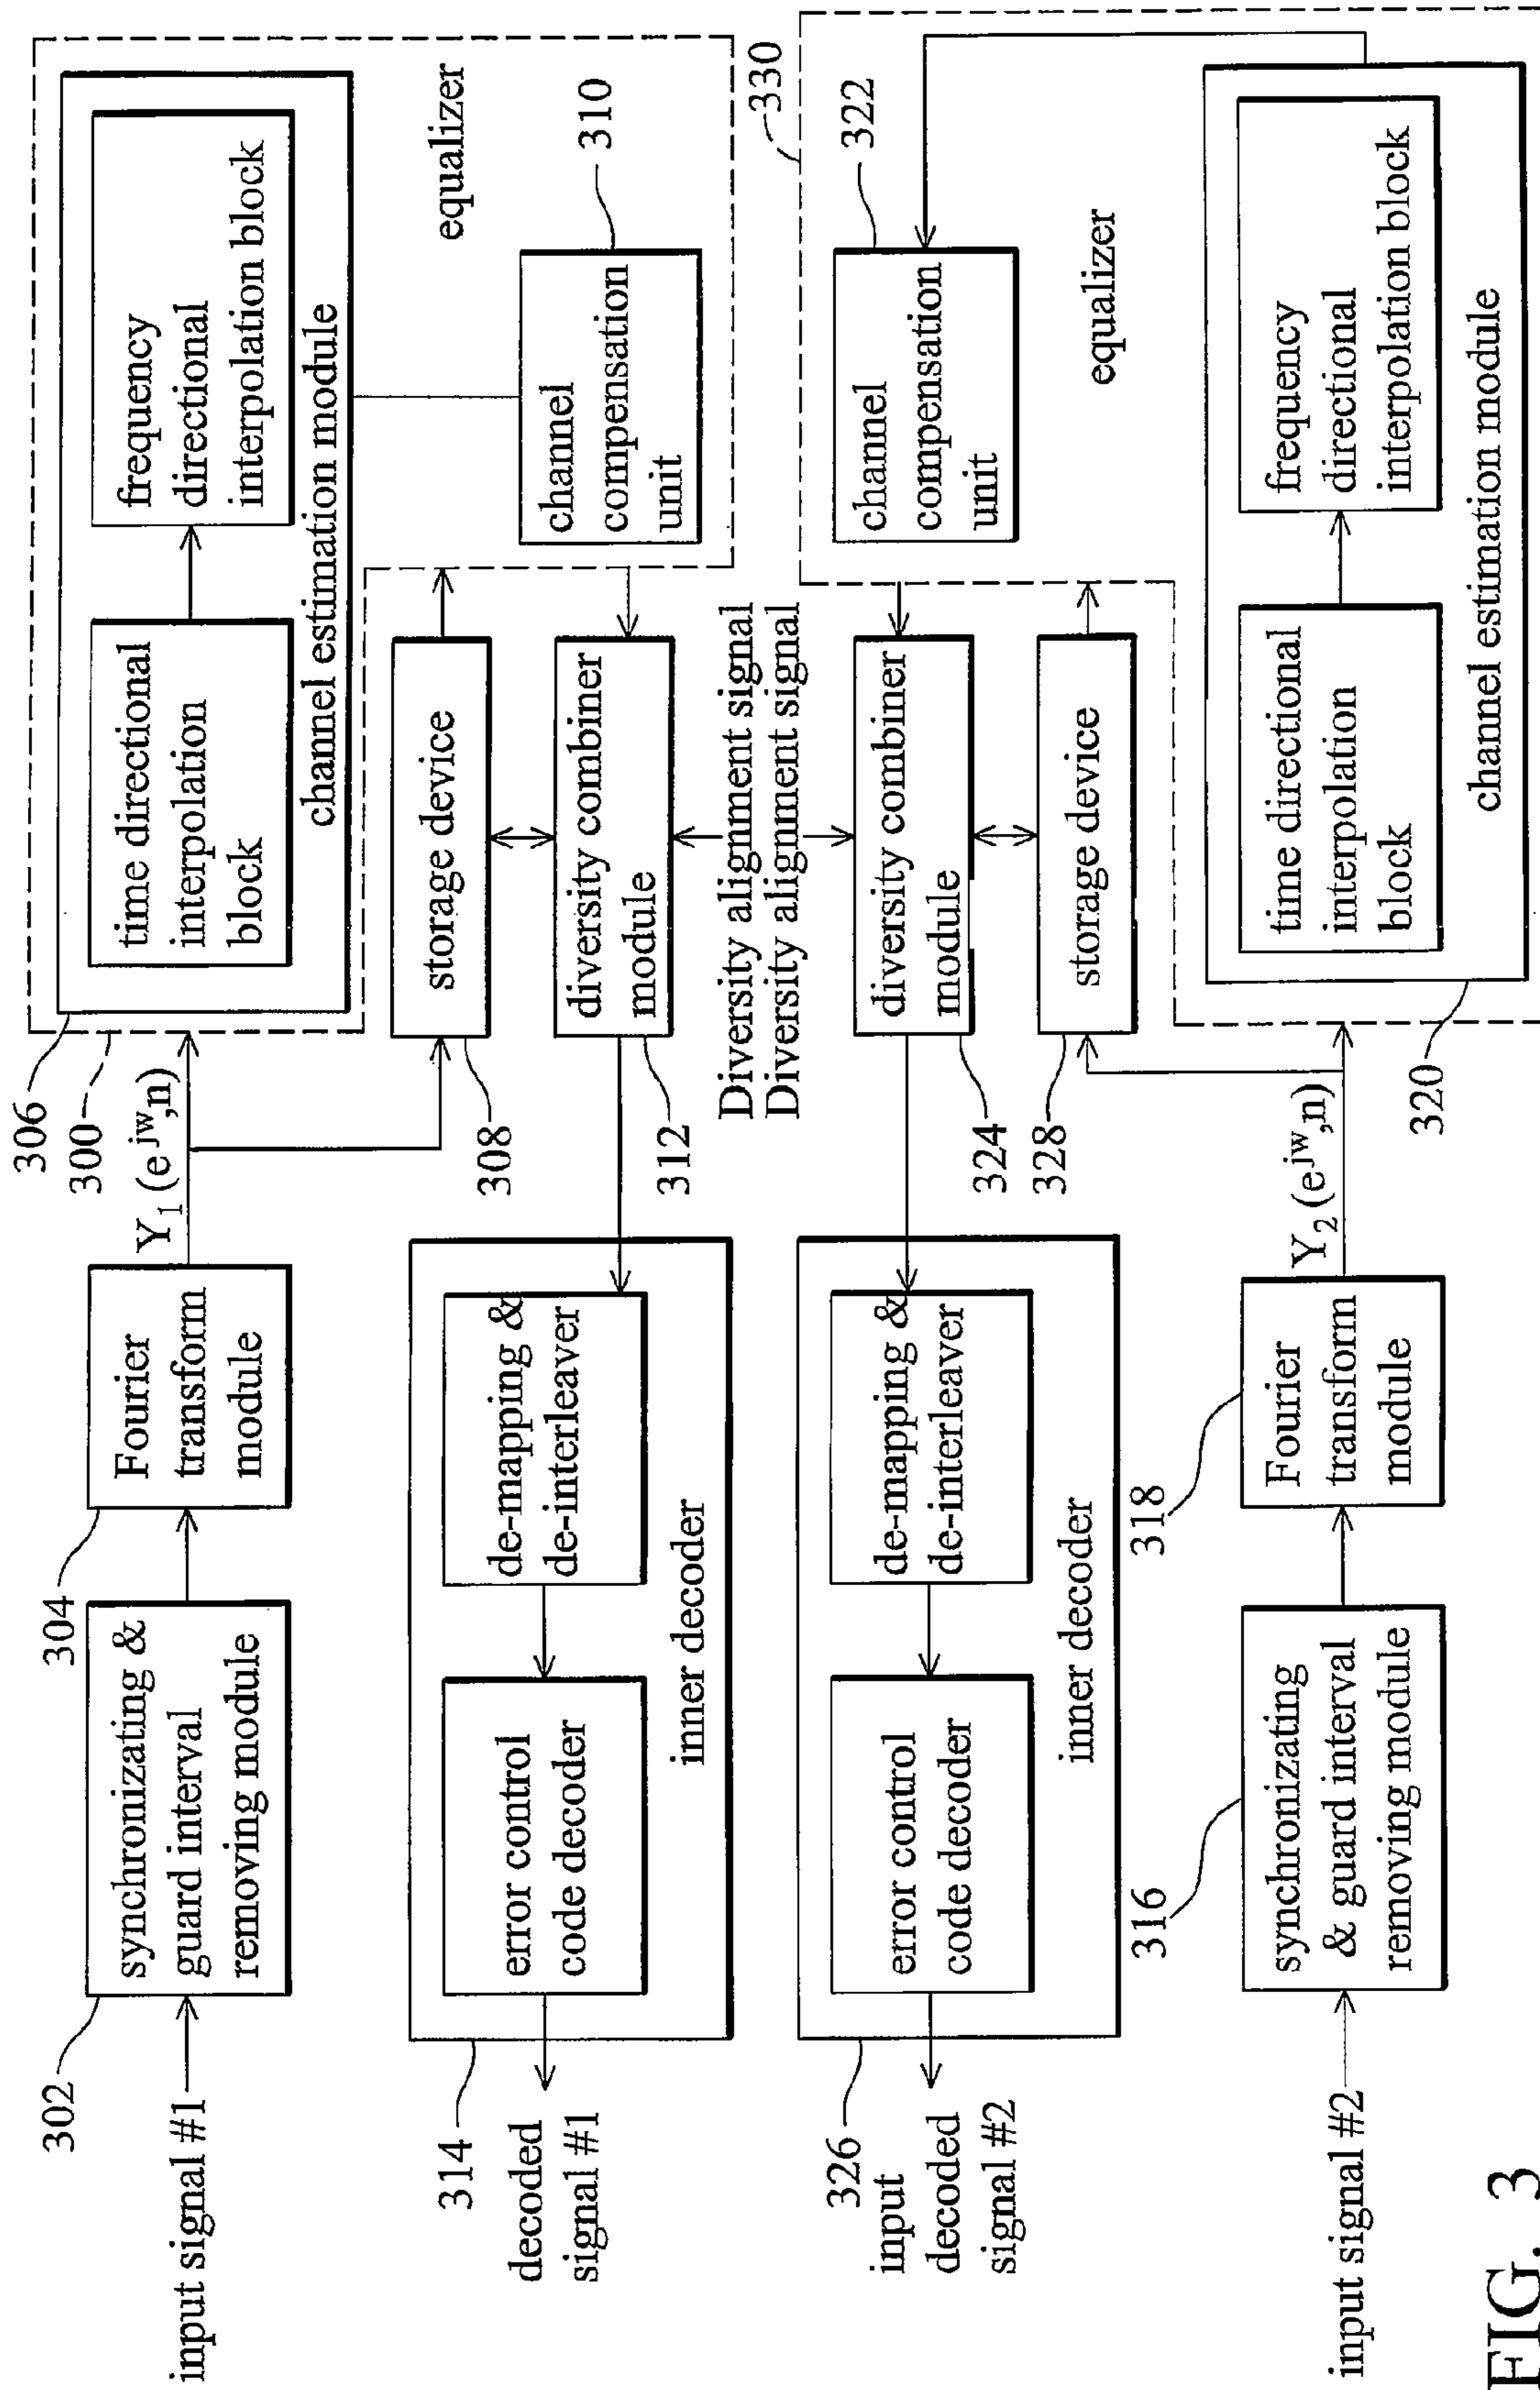 306
300
302
304
input signal #1
synchronizating &
guard interval
removing module
Fourier
transform
module
Y1 (e^jw,n)
time directional
interpolation
block
frequency
directional
interpolation block
channel estimation module
equalizer
310
channel
compensation
unit
storage device
308
diversity combiner
module
312
314
decoded
signal #1
error control
code decoder
de-mapping &
de-interleaver
inner decoder
Diversity alignment signal
Diversity alignment signal
330
322
channel
compensation
unit
equalizer
diversity combiner
module
324
storage device
328
326
input
decoded
signal #2
error control
code decoder
de-mapping &
de-interleaver
inner decoder
316
318
input signal #2
synchronizating
& guard interval
removing module
Fourier
transform
module
Y2 (e^jw,n)
320
time directional
interpolation
block
frequency
directional
interpolation block
channel estimation module
FIG. 3